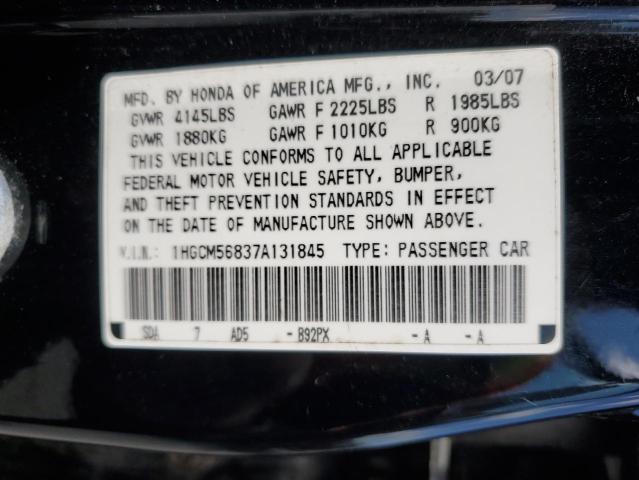 MFD. BY HONDA OF AMERICA MFG., INC. 03/07
GVWR 4145LBS GAWR F 2225LBS R 1985LBS
GVWR 1880KG GAWR F 1010KG R 900KG
THIS VEHICLE CONFORMS TO ALL APPLICABLE
FEDERAL MOTOR VEHICLE SAFETY, BUMPER,
AND THEFT PREVENTION STANDARDS IN EFFECT
ON THE DATE OF MANUFACTURE SHOWN ABOVE.
V.I.N.: 1HGCM56837A131845 TYPE: PASSENGER CAR
SDA 7 AD5 - B92PX - A - A